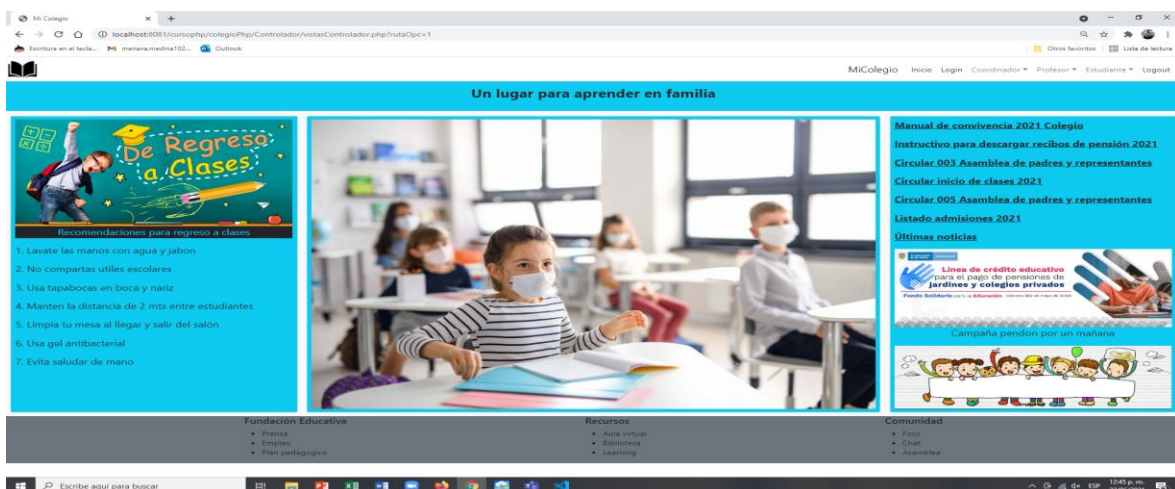 Mi Colegio
localhost:8081/cursophp/colegioPhp/Controlador/vistasControlador.php?rutaOpc=1
Escritura en el tecla...
Outlook
Otros favoritos
Lista de lectura
MiColegio Inicio Login Coordinador Profesor Estudiante Logout
Un lugar para aprender en familia
De Regreso
a Clases
Recomendaciones para regreso a clases
1. Lavate las manos con agua y jabon
2. No compartas utiles escolares
3. Usa tapabocas en boca y nariz
4. Manten la distancia de 2 mts entre estudiantes
5. Limpia tu mesa al llegar y salir del salón
6. Usa gel antibacterial
7. Evita saludar de mano
Manual de convivencia 2021 Colegio
Instructivo para descargar recibos de pensión 2021
Circular 003 Asamblea de padres y representantes
Circular inicio de clases 2021
Circular 005 Asamblea de padres y representantes
Listado admisiones 2021
Últimas noticias
Línea de crédito educativo
para el pago de pensiones de
jardines y colegios privados
Fondo Solidario para la Educación
Campaña pendon por un mañana
Fundación Educativa
Prensa
Empleo
Plan pedagogico
Recursos
Aula virtual
Biblioteca
Learning
Comunidad
Foro
Chat
Asamblea
Escribe aquí para buscar
ESP
12:45 p. m.